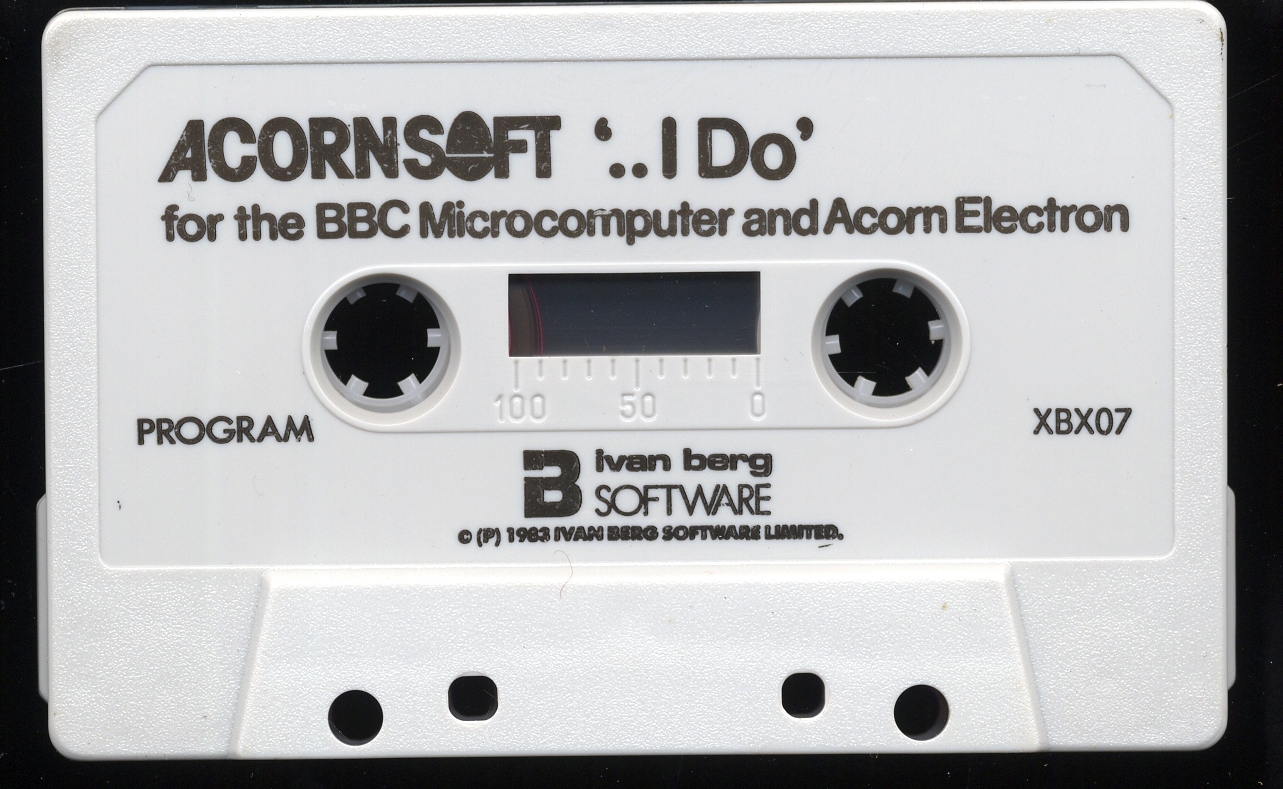 ACORNSOFT ‘..I Do’
for the BBC Microcomputer and Acorn Electron
100 50 0
PROGRAM
XBX07
B ivan berg
SOFTWARE
© (P) 1983 IVAN BERG SOFTWARE LIMITED.